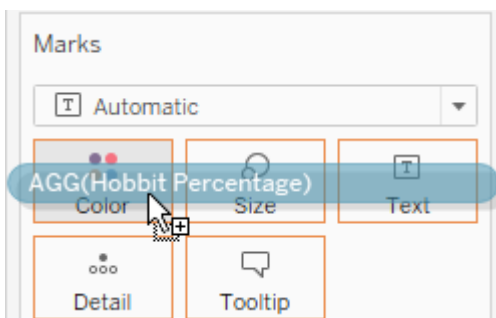 Marks
T Automatic
AGG(Hobbit Percentage)
T
Color Size Text
Detail Tooltip